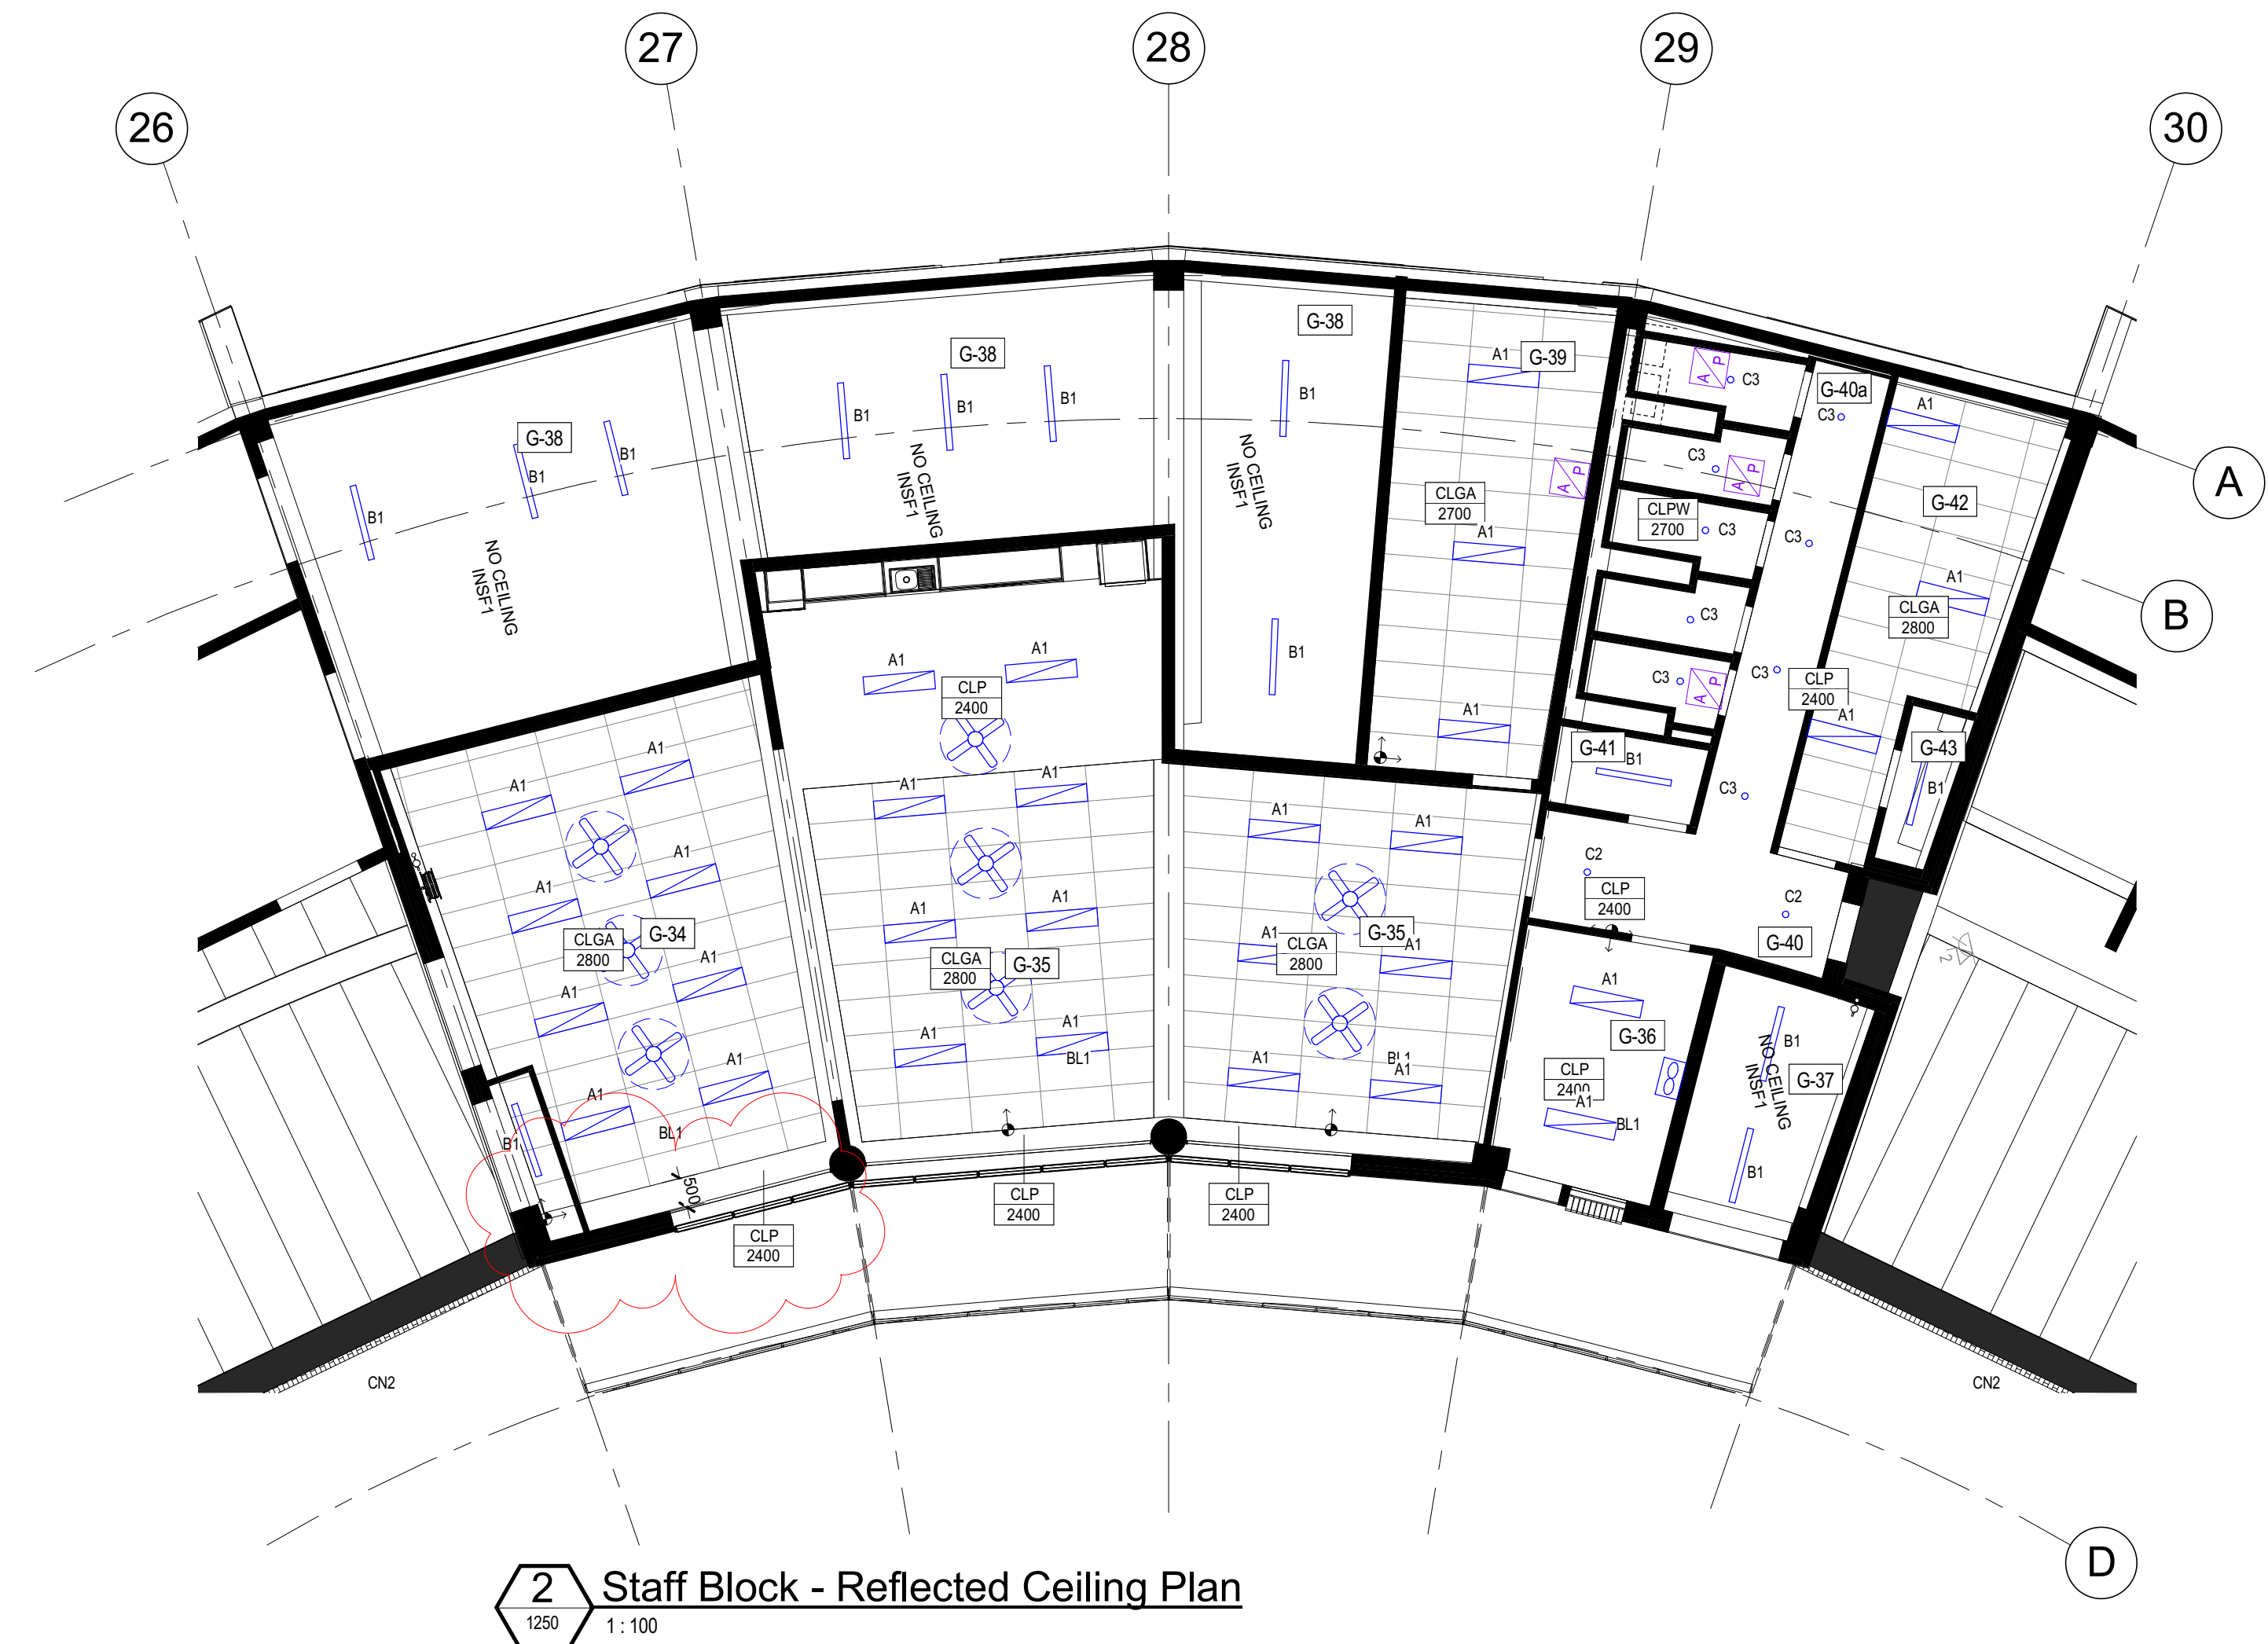 27
28
29
26
30
G-38
G-38
A1
G-39
C3
G-40a
C3
A1
A P
B1
B1
B1
B1
G-38
B1
B1
B1
NO CEILING
INSF1
NO CEILING
INSF1
NO CEILING
INSF1
CLGA
2700
A P
C3
A P
CLPW
2700
C3
C3
G-42
A
A1
A1
CLGA
2800
B
C3
A1
A1
B1
C3
A P
C3
CLP
2400
CLP
2400
A1
A1
G-41
B1
G-43
B1
A1
A1
A1
A1
C3
A1
A1
A1
A1
C2
CLP
2400
C2
G-40
A1
A1
G-34
CLGA
2800
A1
A1
A1
G-35
CLGA
2800
G-35
CLGA
2800
A1
A1
A1
A1
A1
A1
BL1
A1
BL1
A1
A1
G-36
CLP
2400
A1
BL1
B1
NO CEILING
INSF1
G-37
B1
A1
B1
BL1
500
CLP
2400
CLP
2400
CLP
2400
2
CN2
CN2
D
2
1250
Staff Block - Reflected Ceiling Plan
1 : 100